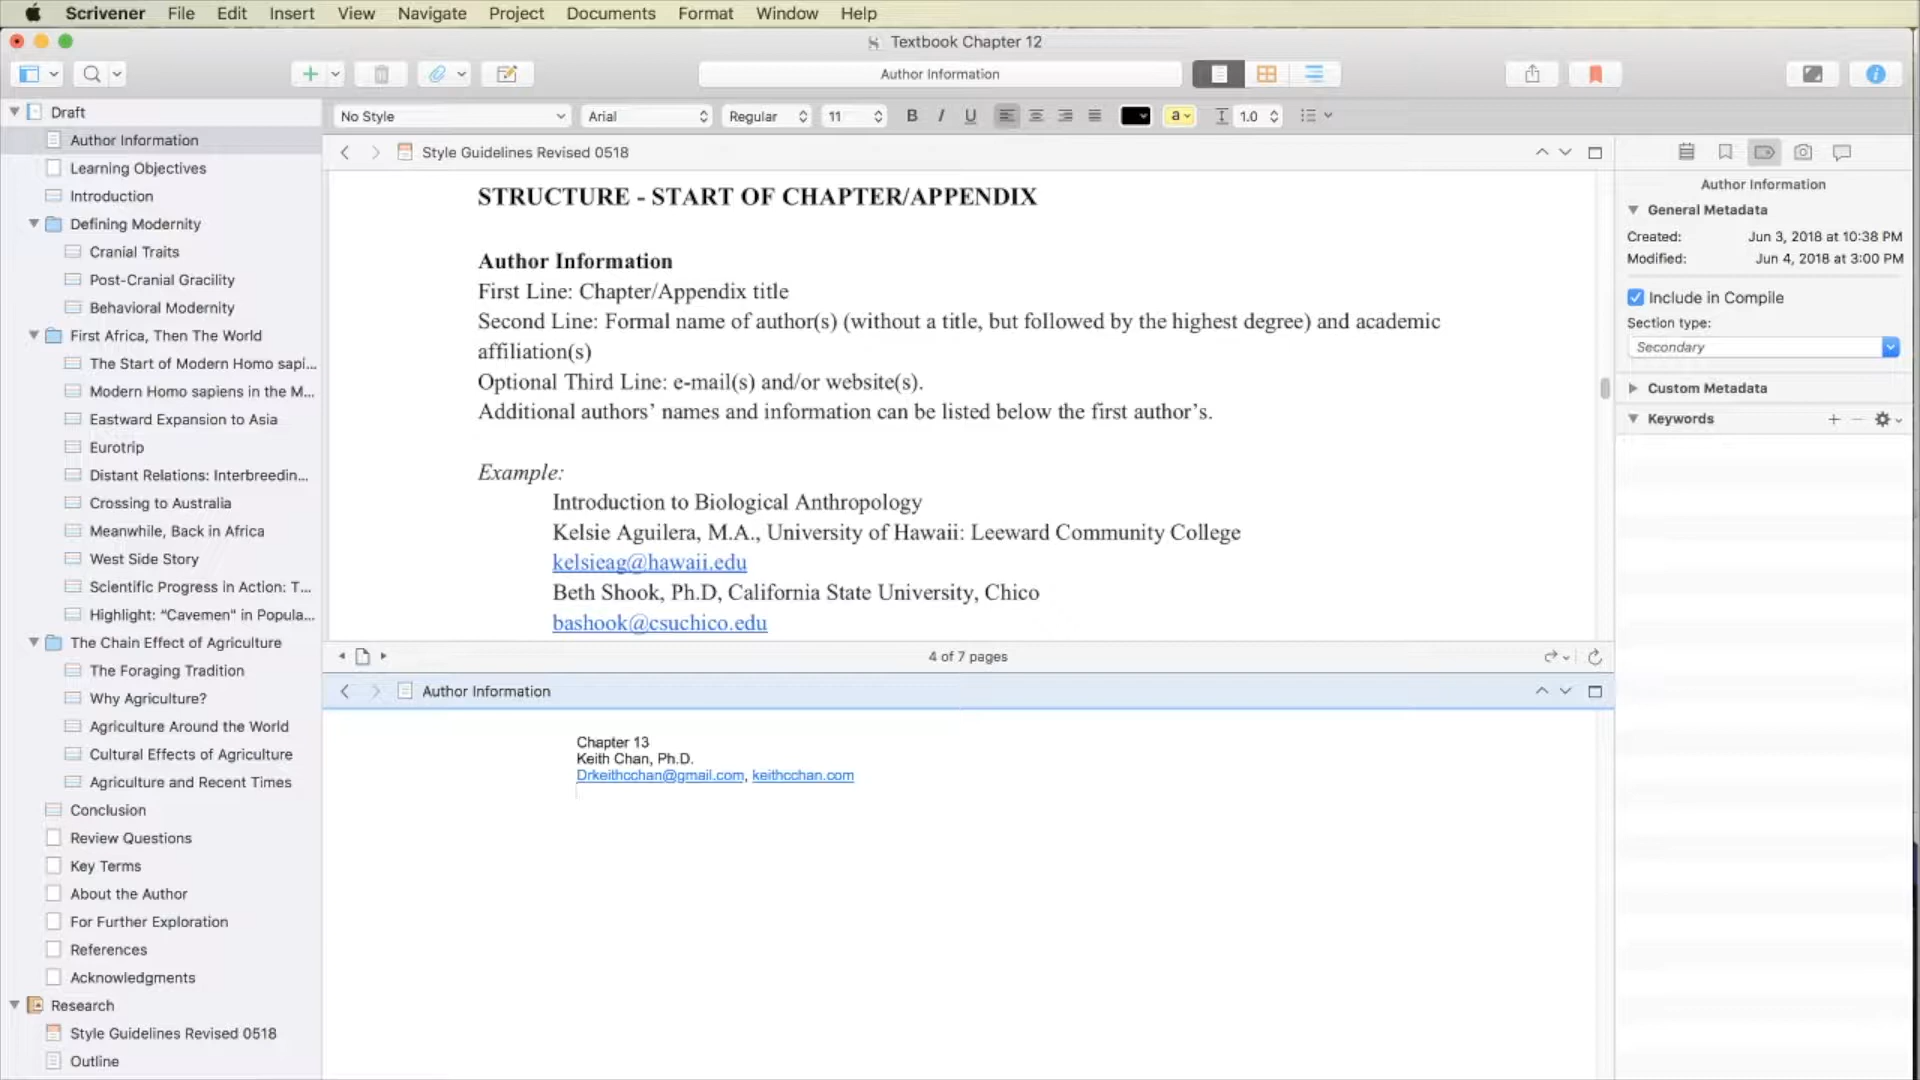 Scrivener File Edit Insert View Navigate Project Documents Format Window Help
Textbook Chapter 12
Author Information
Draft
Author Information
Learning Objectives
Introduction
Defining Modernity
Cranial Traits
Post-Cranial Gracility
Behavioral Modernity
First Africa, Then The World
The Start of Modern Homo sapi...
Modern Homo sapiens in the M...
Eastward Expansion to Asia
Eurotrip
Distant Relations: Interbreedin...
Crossing to Australia
Meanwhile, Back in Africa
West Side Story
Scientific Progress in Action: T...
Highlight: “Cavemen" in Popula...
The Chain Effect of Agriculture
The Foraging Tradition
Why Agriculture?
Agriculture Around the World
Cultural Effects of Agriculture
Agriculture and Recent Times
Conclusion
Review Questions
Key Terms
About the Author
For Further Exploration
References
Acknowledgments
Research
Style Guidelines Revised 0518
Outline
No Style Arial Regular 11 B I U a 1.0
Style Guidelines Revised 0518
STRUCTURE - START OF CHAPTER/APPENDIX
Author Information
First Line: Chapter/Appendix title
Second Line: Formal name of author(s) (without a title, but followed by the highest degree) and academic
affiliation(s)
Optional Third Line: e-mail(s) and/or website(s).
Additional authors’ names and information can be listed below the first author’s.
Example:
Introduction to Biological Anthropology
Kelsie Aguilera, M.A., University of Hawaii: Leeward Community College
kelsieag@hawaii.edu
Beth Shook, Ph.D, California State University, Chico
bashook@csuchico.edu
4 of 7 pages
Author Information
Chapter 13
Keith Chan, Ph.D.
Drkeithcchan@gmail.com, keithcchan.com
Author Information
General Metadata
Created: Jun 3, 2018 at 10:38 PM
Modified: Jun 4, 2018 at 3:00 PM
Include in Compile
Section type:
Secondary
Custom Metadata
Keywords